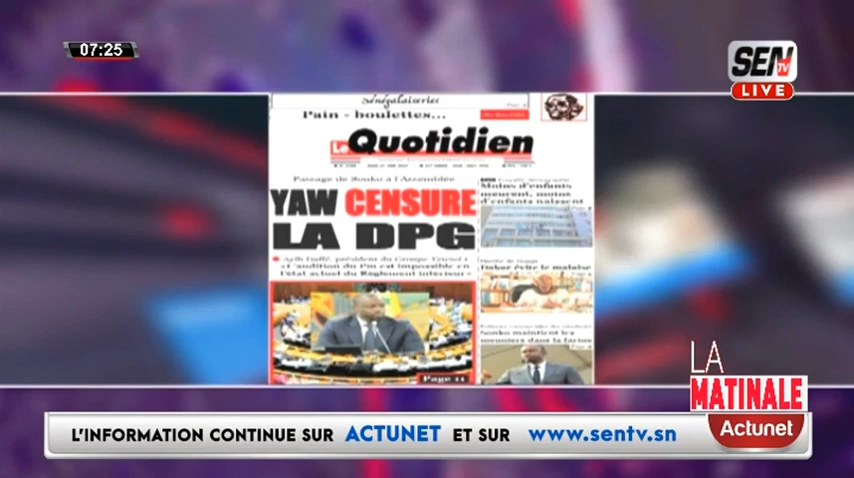 07:25
SEN TV
LIVE
Sénégalaiseries
Pain - boulettes...
Le Quotidien
Passage de Sonko à l'Assemblée
YAW CENSURE
LA DPG
Moins d'enfants
meurent, moins
d'enfants naissent
Ayib Daffé, président du Groupe
« L'audition du Pm est impossible en
l'état actuel du Règlement intérieur »
Dakar évite le malaise
Sonko maintient les
meuniers dans la farine
Page 11
LA
MATINALE
Actunet
L'INFORMATION CONTINUE SUR ACTUNET ET SUR www.sentv.sn